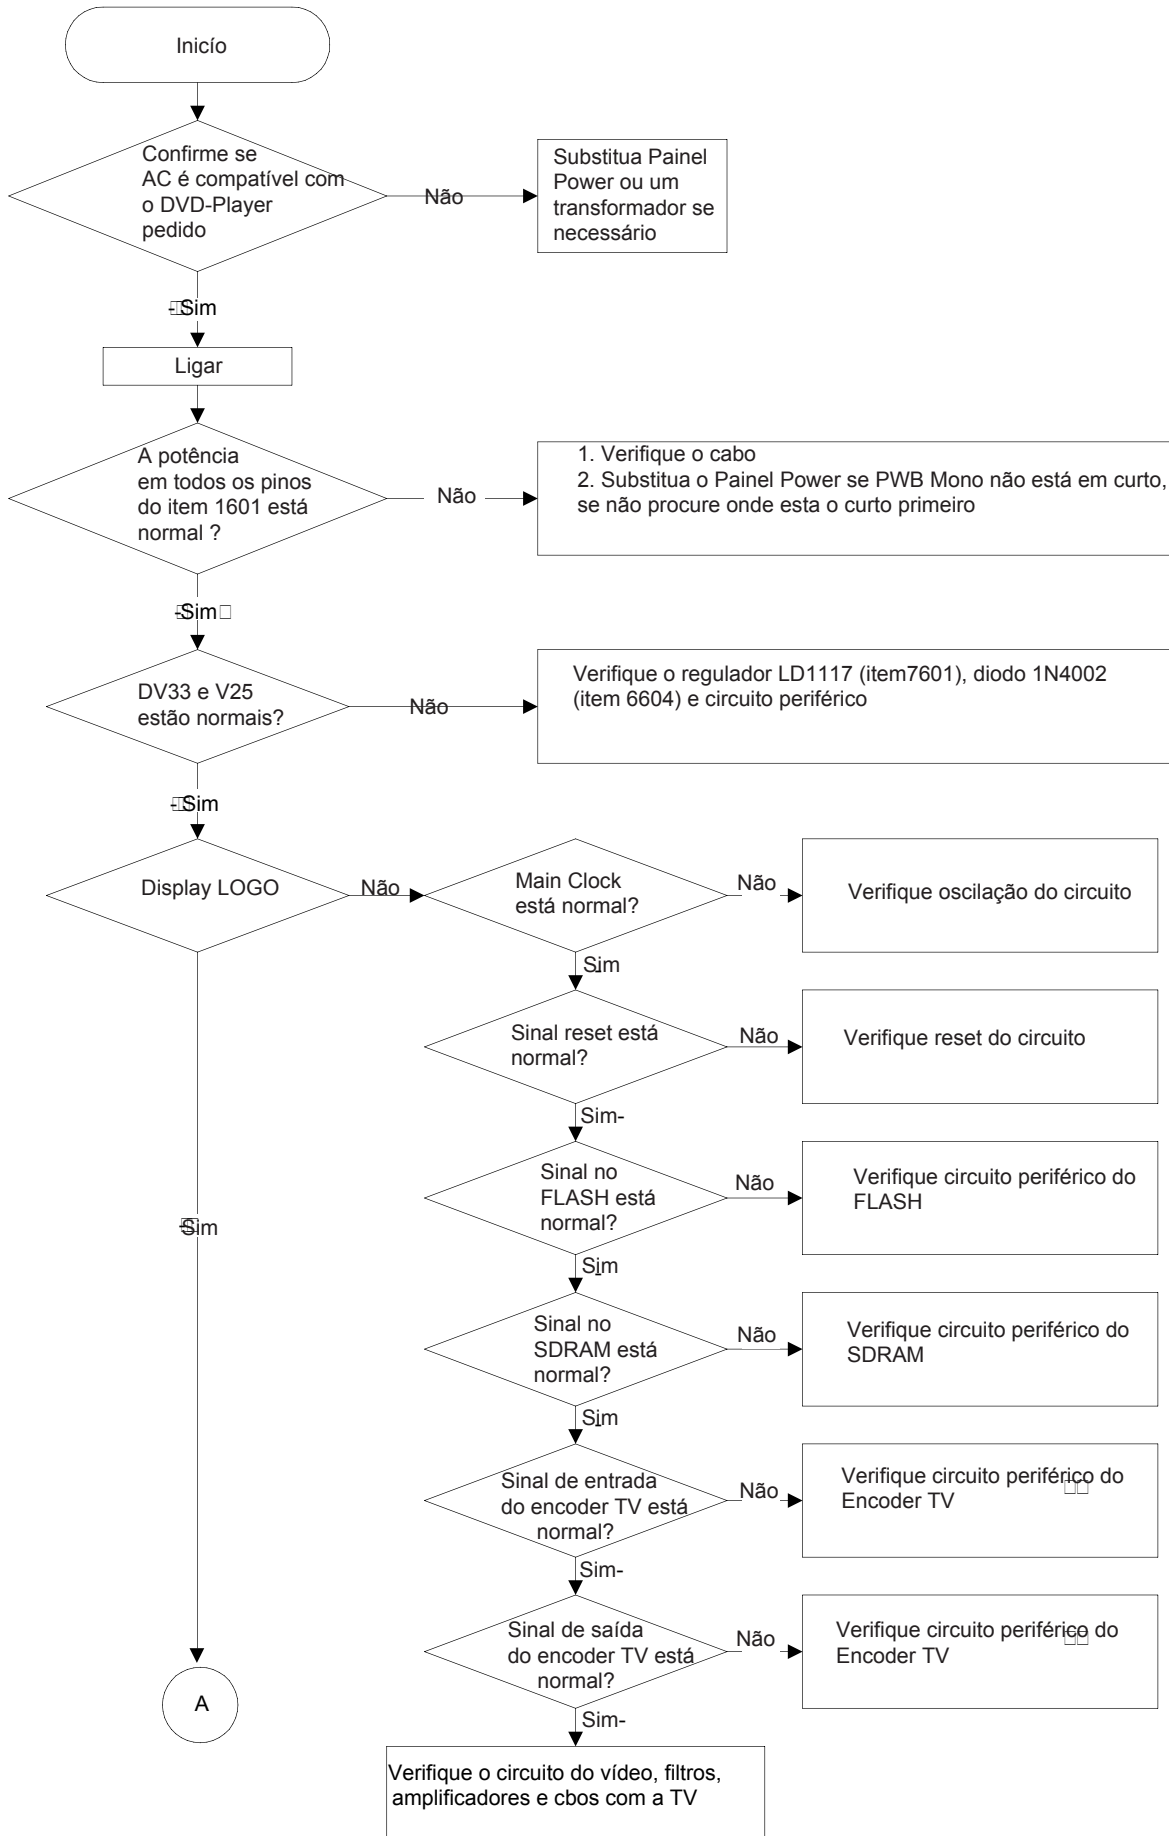 Inicío
Confirme se
AC é compatível com
o DVD-Player
pedido
Não
Substitua Painel
Power ou um
transformador se
necessário
Sim
Ligar
A potência
em todos os pinos
do item 1601 está
normal ?
Não
1. Verifique o cabo
2. Substitua o Painel Power se PWB Mono não está em curto,
se não procure onde esta o curto primeiro
Sim
DV33 e V25
estão normais?
Não
Verifique o regulador LD1117 (item7601), diodo 1N4002
(item 6604) e circuito periférico
Sim
Display LOGO
Não
Main Clock
está normal?
Não
Verifique oscilação do circuito
Sim
Sinal reset está
normal?
Não
Verifique reset do circuito
Sim-
Sinal no
FLASH está
normal?
Não
Verifique circuito periférico do
FLASH
Sim
Sim
Sinal no
SDRAM está
normal?
Não
Verifique circuito periférico do
SDRAM
Sim
Sinal de entrada
do encoder TV está
normal?
Não
Verifique circuito periférico do
Encoder TV
Sim-
Sinal de saída
do encoder TV está
normal?
Não
Verifique circuito periférico do
Encoder TV
A
Sim-
Verifique o circuito do vídeo, filtros,
amplificadores e cbos com a TV